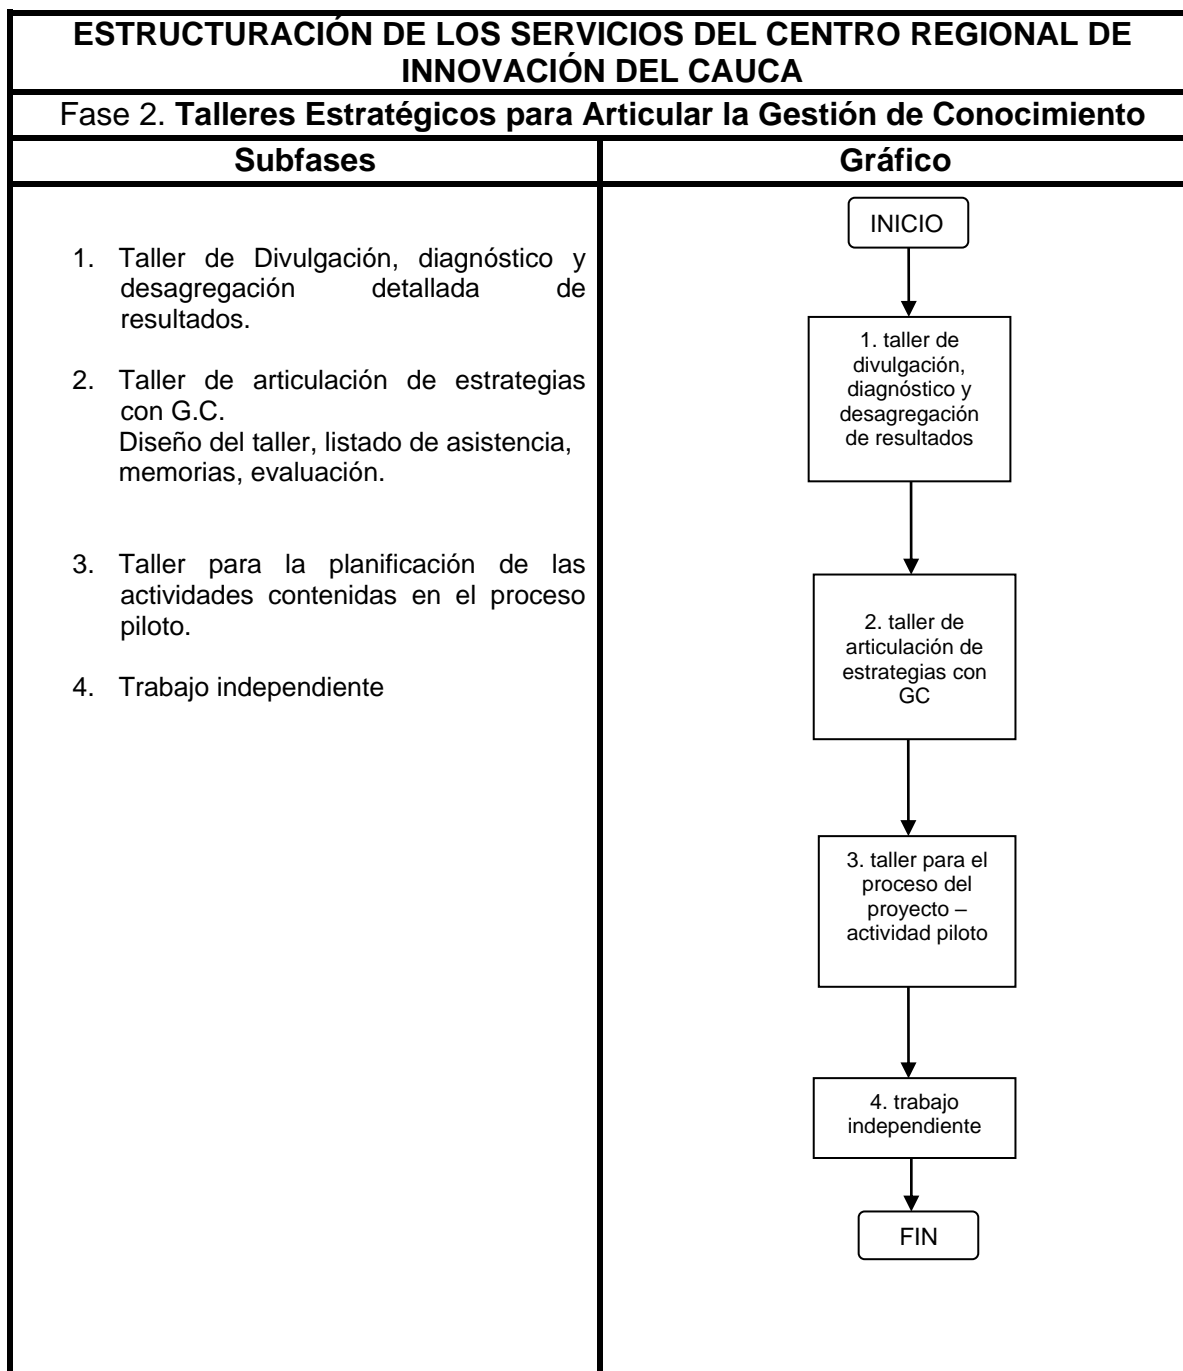 ESTRUCTURACIÓN DE LOS SERVICIOS DEL CENTRO REGIONAL DE
INNOVACIÓN DEL CAUCA
Fase 2. Talleres Estratégicos para Articular la Gestión de Conocimiento
Subfases
1. Taller de Divulgación, diagnóstico y
desagregación detallada de
resultados.
2. Taller de articulación de estrategias
con G.C.
Diseño del taller, listado de asistencia,
memorias, evaluación.
3. Taller para la planificación de las
actividades contenidas en el proceso
piloto.
4. Trabajo independiente
Gráfico
INICIO
1. taller de
divulgación,
diagnóstico y
desagregación
de resultados
2. taller de
articulación de
estrategias con
GC
3. taller para el
proceso del
proyecto –
actividad piloto
4. trabajo
independiente
FIN